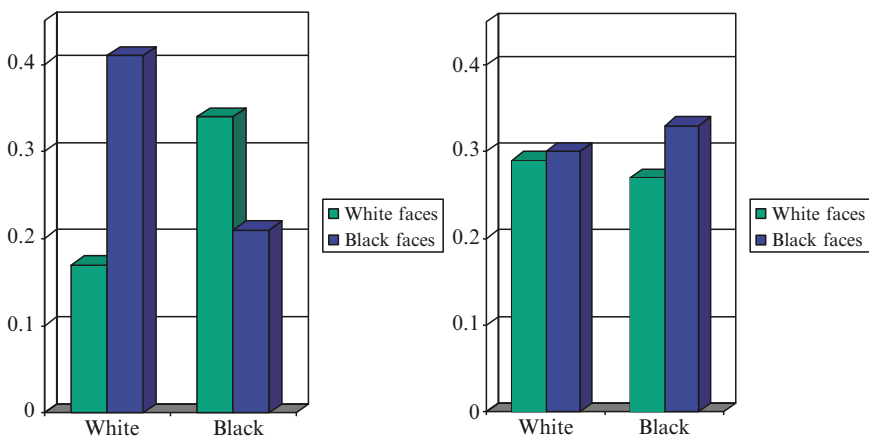 0.4
0.3
0.2
0.1
0
White
Black
White faces
Black faces
0.4
0.3
0.2
0.1
0
White
Black
White faces
Black faces